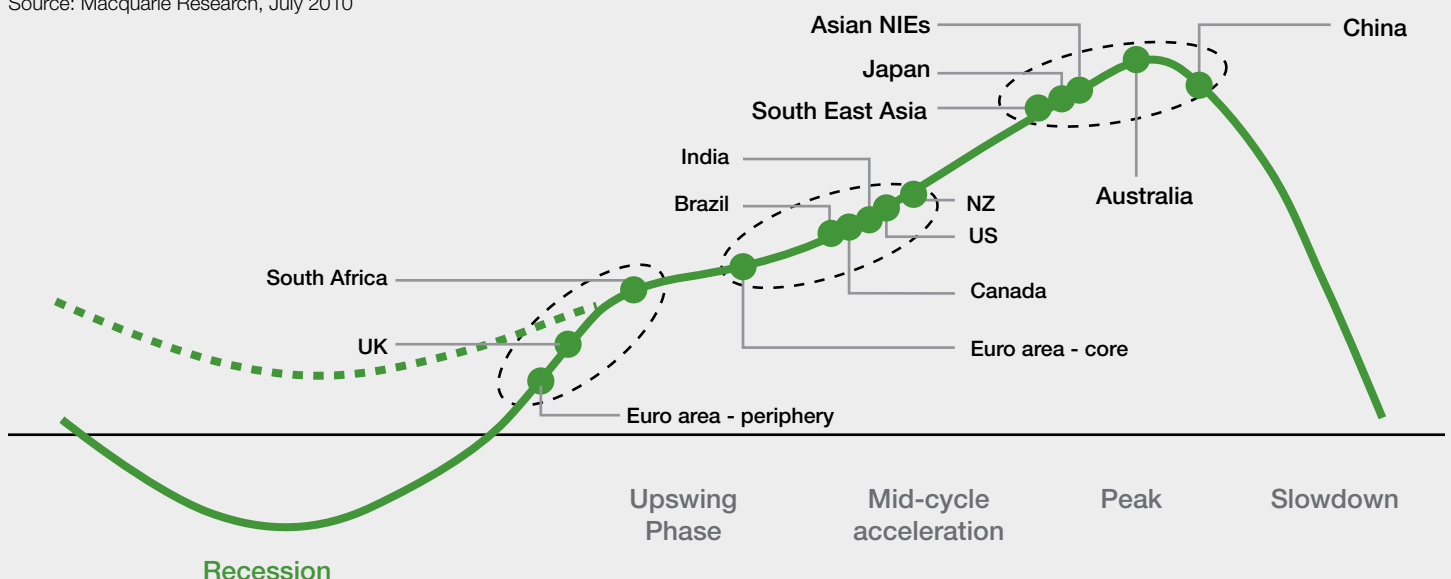 Source: Macquarie Research, July 2010
Asian NIEs
China
Japan
South East Asia
India
Australia
Brazil
NZ
US
South Africa
Canada
UK
Euro area - core
Euro area - periphery
Upswing
Phase
Mid-cycle
acceleration
Peak
Slowdown
Recession